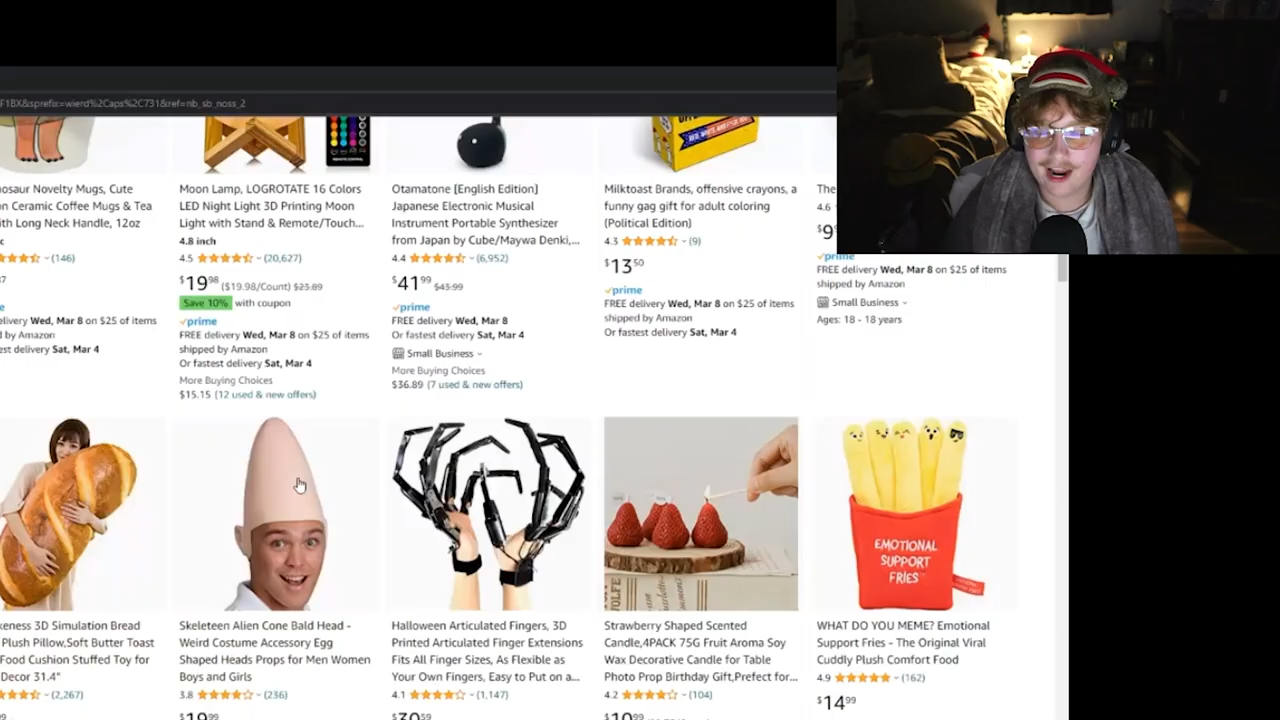 F1BX&sprefix=wierd%2Caps%2C731&ref=nb_sb_noss_2
nosaur Novelty Mugs, Cute
on Ceramic Coffee Mugs & Tea
ith Long Neck Handle, 12oz
(146)
elivery Wed, Mar 8 on $25 of items
d by Amazon
est delivery Sat, Mar 4
Moon Lamp, LOGROTATE 16 Colors
LED Night Light 3D Printing Moon
Light with Stand & Remote/Touch...
4.8 inch
4.5 (20,627)
$19.98 ($19.98/Count) $23.89
Save 10% with coupon
prime
FREE delivery Wed, Mar 8 on $25 of items
shipped by Amazon
Or fastest delivery Sat, Mar 4
More Buying Choices
$15.15 (12 used & new offers)
Otamatone [English Edition]
Japanese Electronic Musical
Instrument Portable Synthesizer
from Japan by Cube/Maywa Denki,...
4.4 (6,952)
$41.99 $43.99
prime
FREE delivery Wed, Mar 8
Or fastest delivery Sat, Mar 4
Small Business
More Buying Choices
$36.89 (7 used & new offers)
Milktoast Brands, offensive crayons, a
funny gag gift for adult coloring
(Political Edition)
4.3 (9)
$13.50
prime
FREE delivery Wed, Mar 8 on $25 of items
shipped by Amazon
Or fastest delivery Sat, Mar 4
The
4.6
prime
FREE delivery Wed, Mar 8 on $25 of items
shipped by Amazon
Small Business
Ages: 18 - 18 years
EMOTIONAL
SUPPORT
FRIES
keness 3D Simulation Bread
Plush Pillow,Soft Butter Toast
Food Cushion Stuffed Toy for
Decor 31.4"
(2,267)
Skeleteen Alien Cone Bald Head -
Weird Costume Accessory Egg
Shaped Heads Props for Men Women
Boys and Girls
3.8 (236)
$19.99
Halloween Articulated Fingers, 3D
Printed Articulated Finger Extensions
Fits All Finger Sizes, As Flexible as
Your Own Fingers, Easy to Put on a...
4.1 (1,147)
$30.59
Strawberry Shaped Scented
Candle,4PACK 75G Fruit Aroma Soy
Wax Decorative Candle for Table
Photo Prop Birthday Gift,Prefect for...
4.2 (104)
$10.99
WHAT DO YOU MEME? Emotional
Support Fries - The Original Viral
Cuddly Plush Comfort Food
4.9 (162)
$14.99